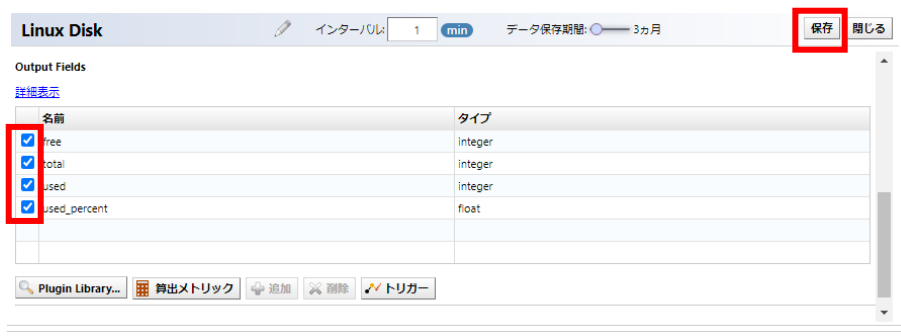 Linux Disk インターバル: 1 min データ保存期間: 3ヵ月 保存 閉じる
Output Fields
詳細表示
名前 タイプ
free integer
total integer
used integer
used_percent float
Plugin Library... 算出メトリック 追加 削除 トリガー